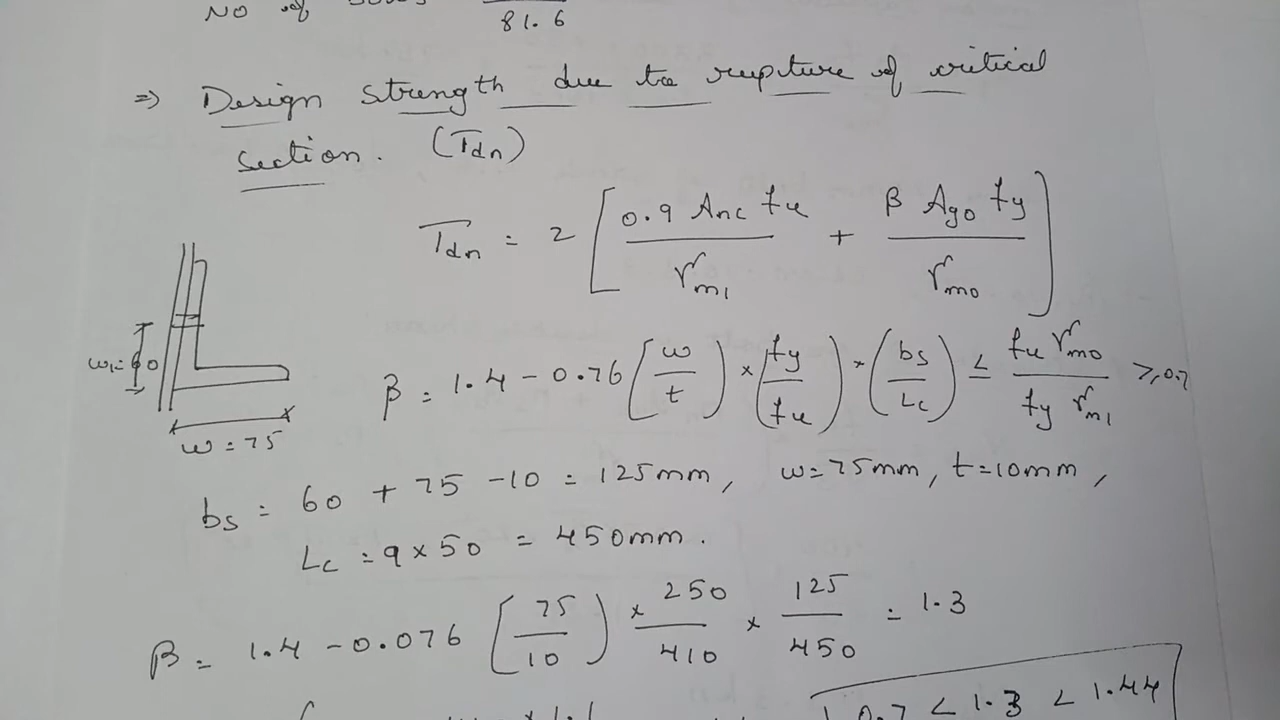 No of
81.6
⇒ Design strength due to rupture of critical
section. (Tdn)
Tdn = 2 [ 0.9 Anc fu / γm1 + β Ago fy / γm0 ]
w1=60
w=75
β = 1.4 - 0.76 (w/t) × (fy/fu) × (bs/Lc) ≤ fu γm0 / fy γm1 ≥ 0.7
bs = 60 + 75 - 10 = 125mm, w=75mm, t=10mm,
Lc = 9×50 = 450mm.
β = 1.4 - 0.076 [75/10) × 250/410 × 125/450 = 1.3
0.7 < 1.3 < 1.44